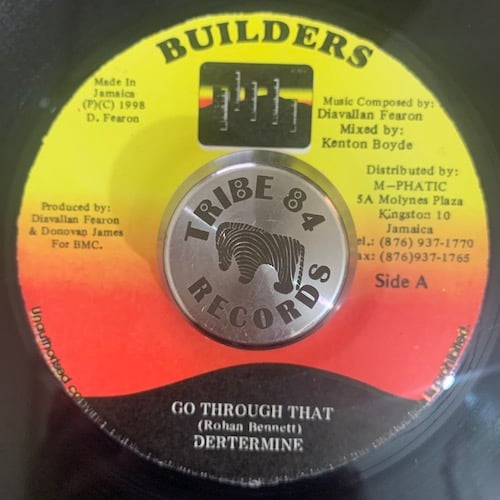 BUILDERS
Made In
Jamaica
(P)(C) 1998
D. Fearon
Music Composed by:
Diavallan Fearon
Mixed by:
Kenton Boyde
Distributed by:
M-PHATIC
5A Molynes Plaza
Kingston 10
Jamaica
el.: (876) 937-1770
ax: (876)937-1765
Side A
Produced by:
Diavallan Fearon
& Donovan James
For BMC.
TRIBE 84
RECORDS
Unauthorised
GO THROUGH THAT
(Rohan Bennett)
DERTERMINE